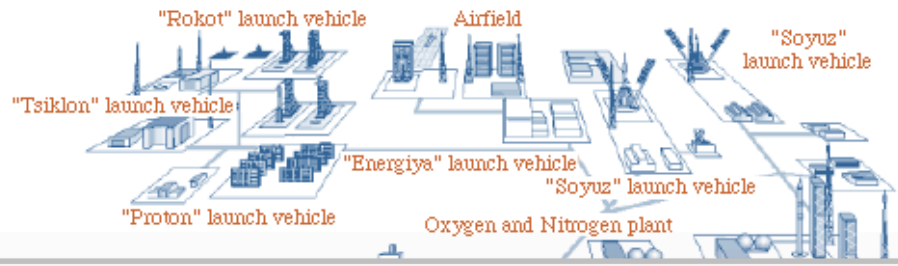 "Rokot" launch vehicle
Airfield
"Soyuz"
launch vehicle
"Tsiklon" launch vehicle
"Energiya" launch vehicle
"Soyuz" launch vehicle
"Proton" launch vehicle
Oxygen and Nitrogen plant